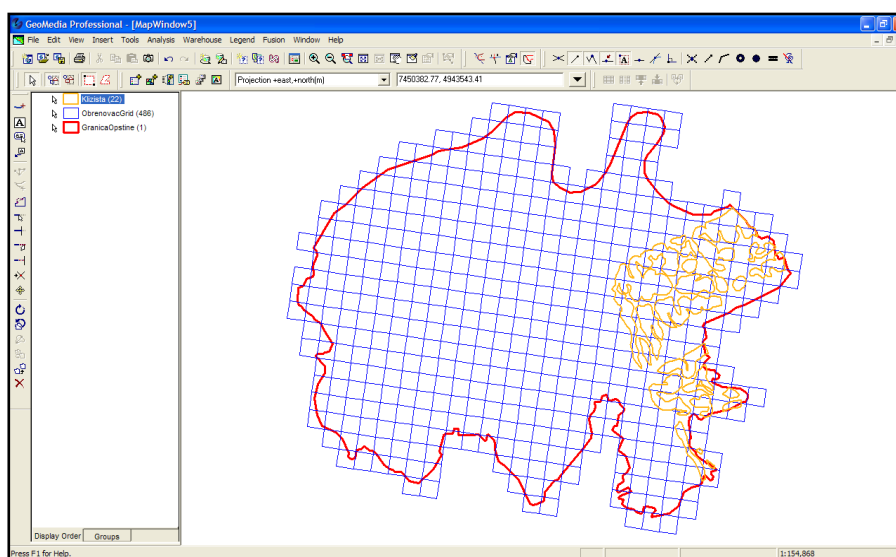 GeoMedia Professional - [MapWindow5]
File Edit View Insert Tools Analysis Warehouse Legend Fusion Window Help
Projection +east,+north(m)
7450382.77, 4943543.41
Klizista (22)
ObrenovacGrid (486)
GranicaOpstine (1)
Display Order Groups
Press F1 for Help.
1:154,868